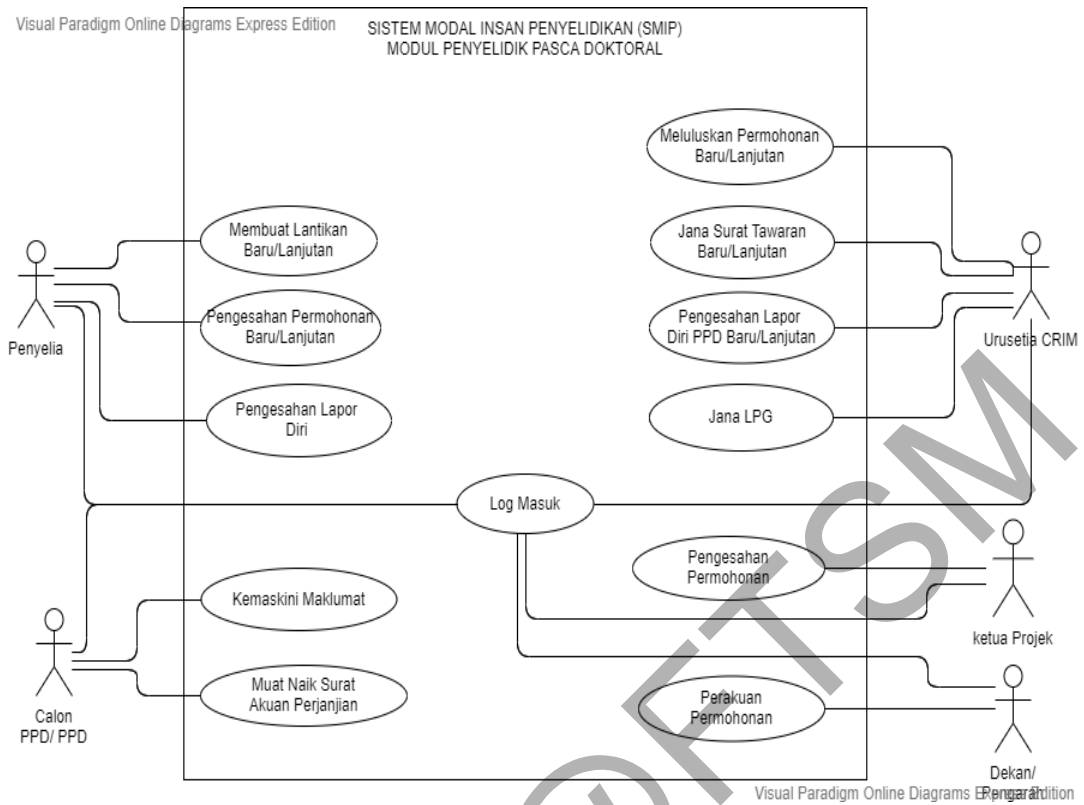 Visual Paradigm Online Diagrams Express Edition
SISTEM MODAL INSAN PENYELIDIKAN (SMIP)
MODUL PENYELIDIK PASCA DOKTORAL
Meluluskan Permohonan
Baru/Lanjutan
Membuat Lantikan
Baru/Lanjutan
Jana Surat Tawaran
Baru/Lanjutan
Penyelia
Pengesahan Permohonan
Baru/Lanjutan
Pengesahan Lapor
Diri PPD Baru/Lanjutan
Urusetia CRIM
Pengesahan Lapor
Diri
Jana LPG
Log Masuk
Pengesahan
Permohonan
ketua Projek
Kemaskini Maklumat
Calon
PPD/ PPD
Muat Naik Surat
Akuan Perjanjian
Perakuan
Permohonan
Dekan/
Pengarah
Visual Paradigm Online Diagrams Express Edition
@FTSM